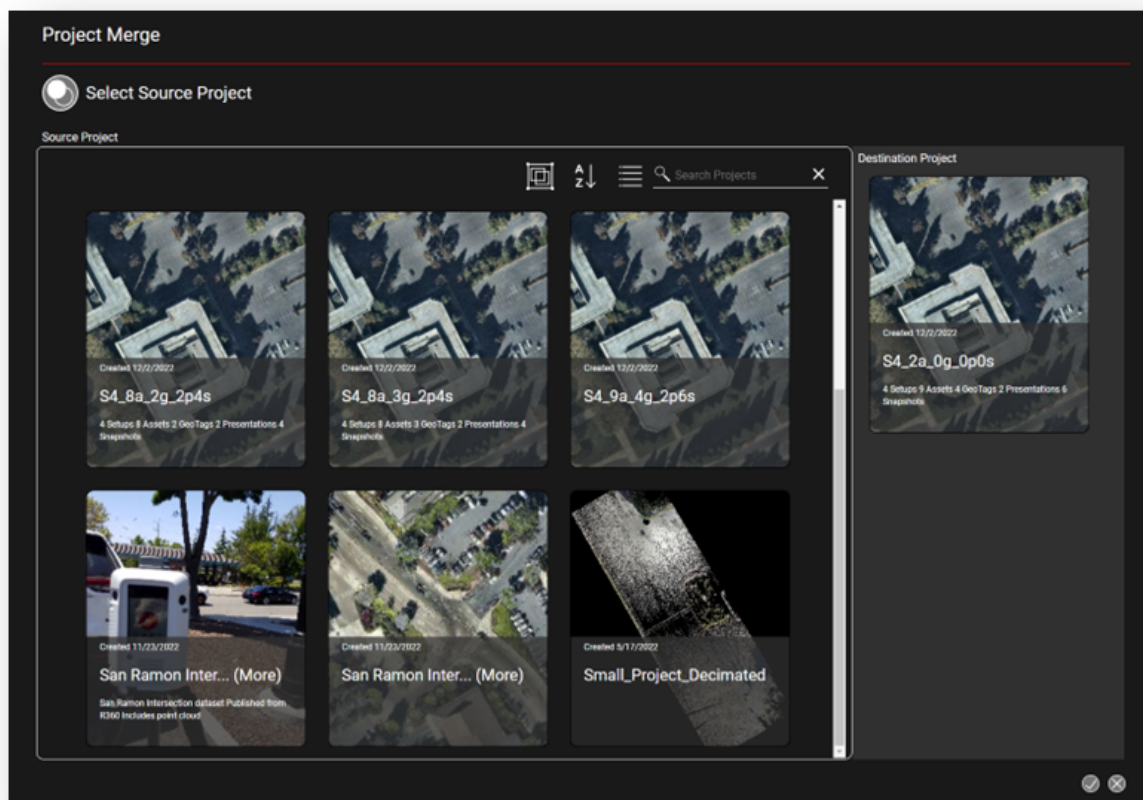 Project Merge
Select Source Project
Source Project
A
Z
Search Projects
Destination Project
Created 12/2/2022
S4_8a_2g_2p4s
4 Setups 8 Assets 2 GeoTags 2 Presentations 4
Snapshots
Created 12/2/2022
S4_8a_3g_2p4s
4 Setups 8 Assets 3 GeoTags 2 Presentations 4
Snapshots
Created 12/2/2022
S4_9a_4g_2p6s
Created 12/2/2022
S4_2a_0g_0p0s
4 Setups 9 Assets 4 GeoTags 2 Presentations 6
Snapshots
Created 11/23/2022
San Ramon Inter... (More)
San Ramon Intersection dataset Published from
R360 Includes point cloud
Created 11/23/2022
San Ramon Inter... (More)
Created 5/17/2022
Small_Project_Decimated